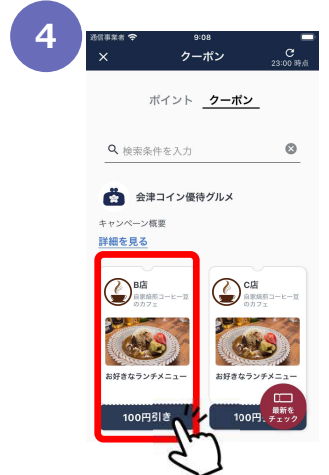 4
通信事業者 9:08
× クーポン
23:00 時点
ポイント クーポン
検索条件を入力
会津コイン優待グルメ
キャンペーン概要
詳細を見る
B店
自家焙煎コーヒー豆
のカフェ
お好きなランチメニュー
100円引き
C店
自家焙煎コーヒー豆
のカフェ
お好きなランチメニュー
100円
最新を
チェック